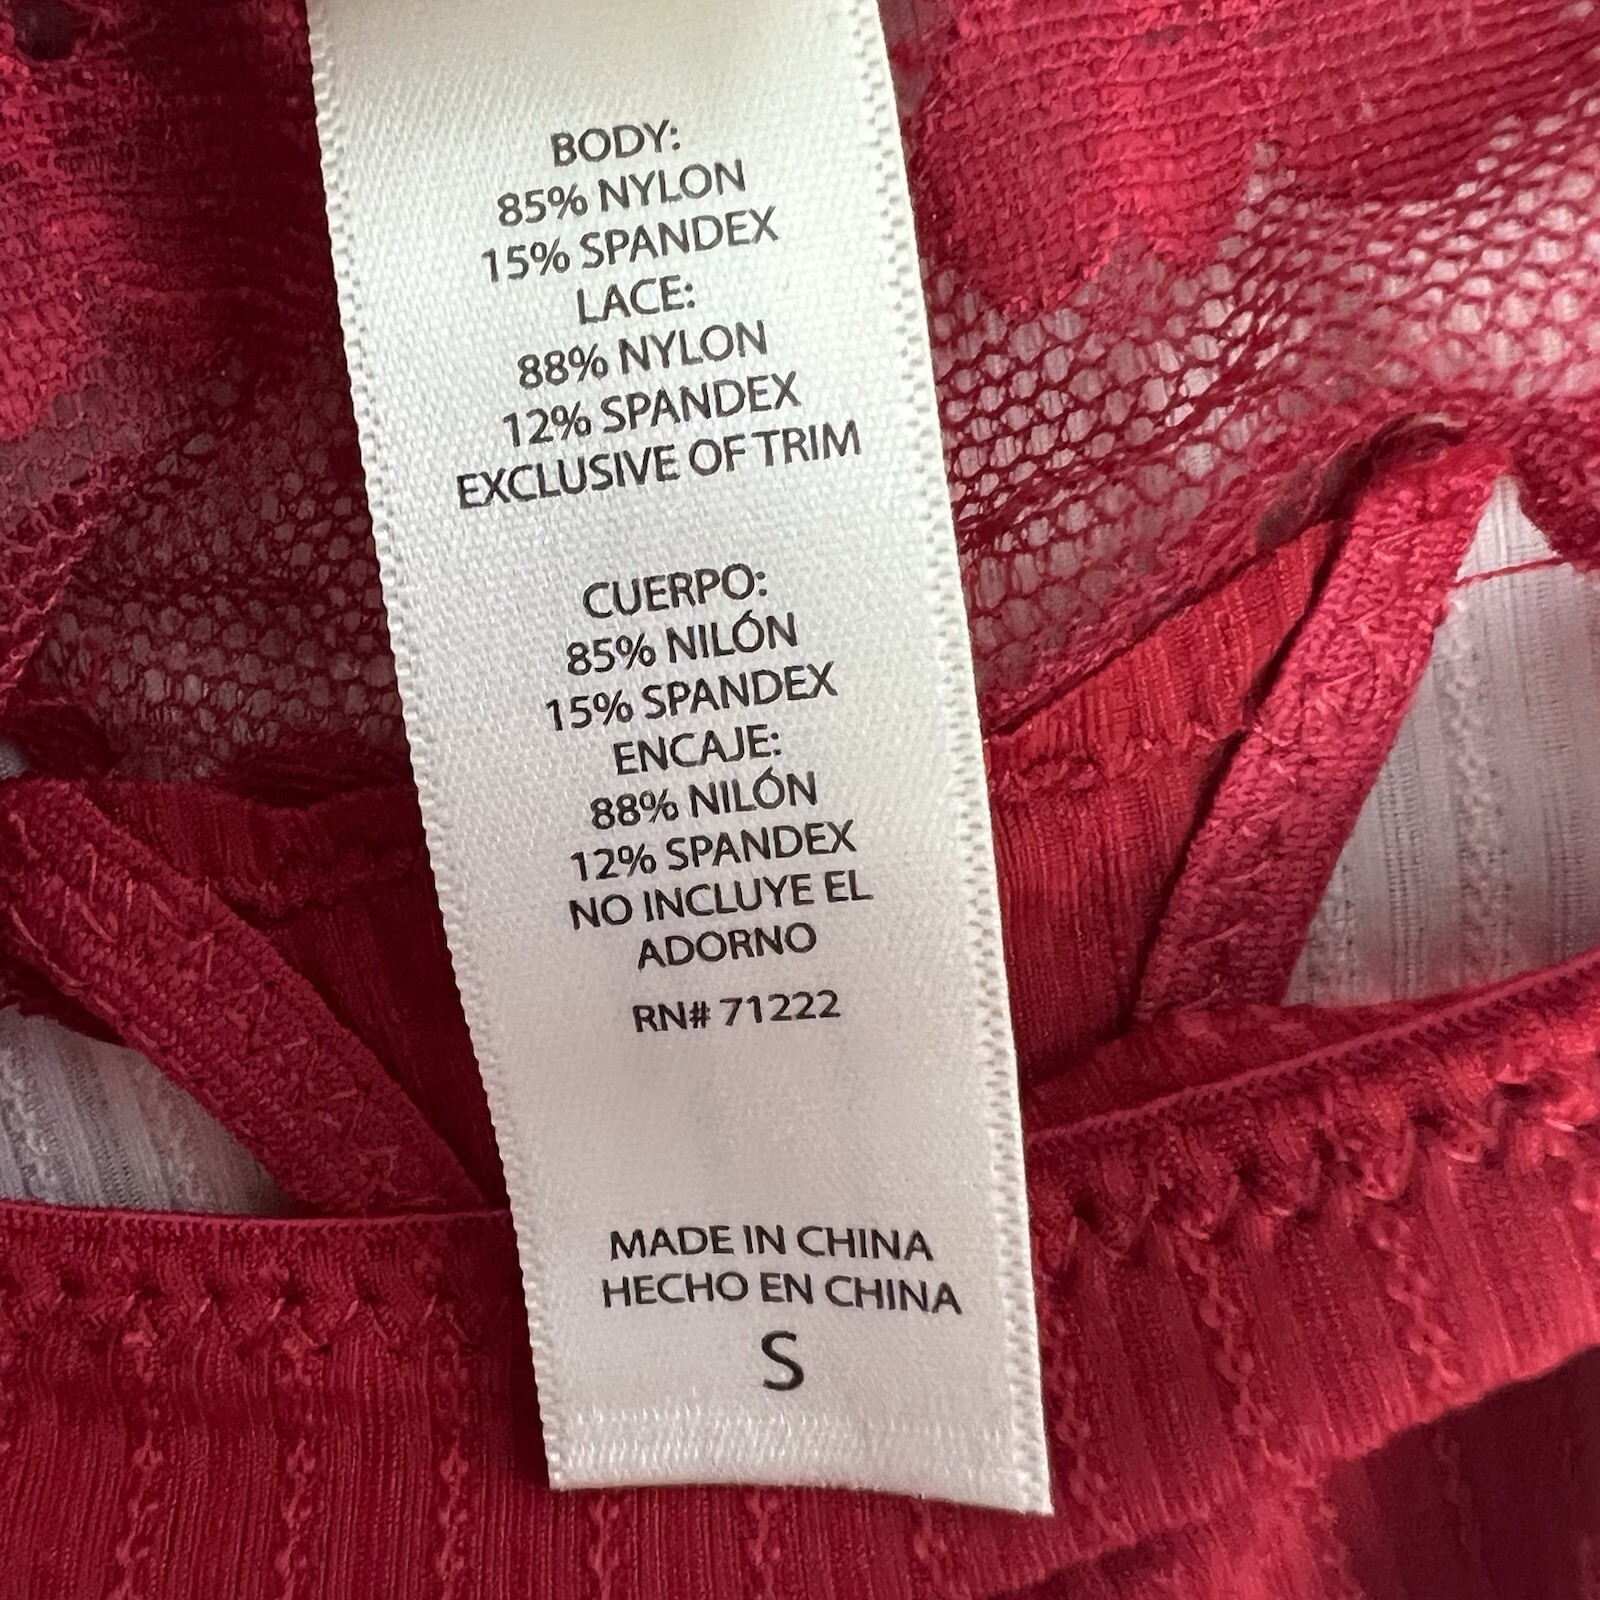 BODY:
85% NYLON
15% SPANDEX
LACE:
88% NYLON
12% SPANDEX
EXCLUSIVE OF TRIM
CUERPO:
85% NILÓN
15% SPANDEX
ENCAJE:
88% NILÓN
12% SPANDEX
NO INCLUYE EL
ADORNO
RN# 71222
MADE IN CHINA
HECHO EN CHINA
S